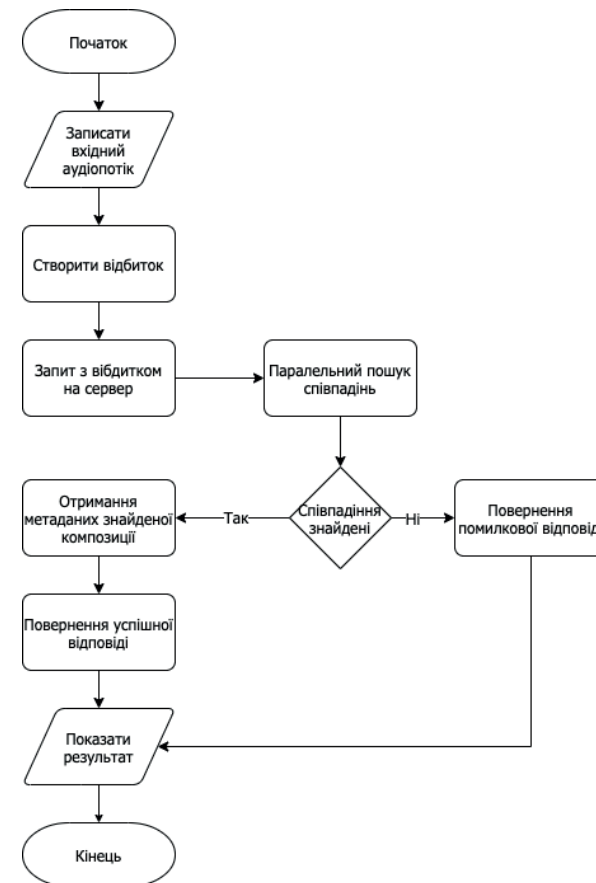 Початок
Записати
вхідний
аудіопотік
Створити відбиток
Запит з вібдитком
на сервер
Паралельний пошук
співпадінь
Співпадіння
знайдені
Так
Ні
Отримання
метаданих знайденої
композиції
Повернення
помилкової відповід
Повернення успішної
відповіді
Показати
результат
Кінець